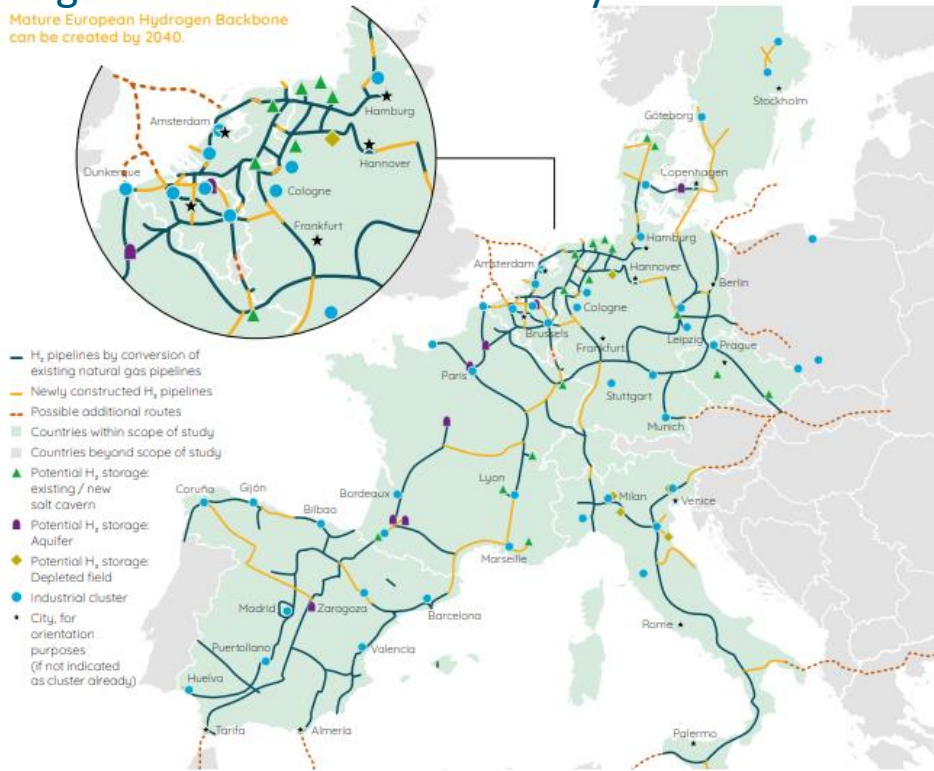 Mature European Hydrogen Backbone
can be created by 2040.
Amsterdam
Hamburg
Hannover
Dunkerque
Cologne
Frankfurt
Stockholm
Göteborg
Copenhagen
Hamburg
Amsterdam
Hannover
Berlin
Cologne
Brussels
Leipzig
Prague
Frankfurt
Paris
Stuttgart
Munich
H₂ pipelines by conversion of
existing natural gas pipelines
Newly constructed H₂ pipelines
Possible additional routes
Countries within scope of study
Countries beyond scope of study
Potential H₂ storage:
existing / new
salt cavern
Potential H₂ storage:
Aquifer
Potential H₂ storage:
Depleted field
Industrial cluster
City, for
orientation
purposes
(if not indicated
as cluster already)
Lyon
Coruña
Gijón
Bordeaux
Milan
Venice
Bilbao
Marseille
Madrid
Zaragoza
Barcelona
Rome
Puertollano
Valencia
Huelva
Tarifa
Almeria
Palermo